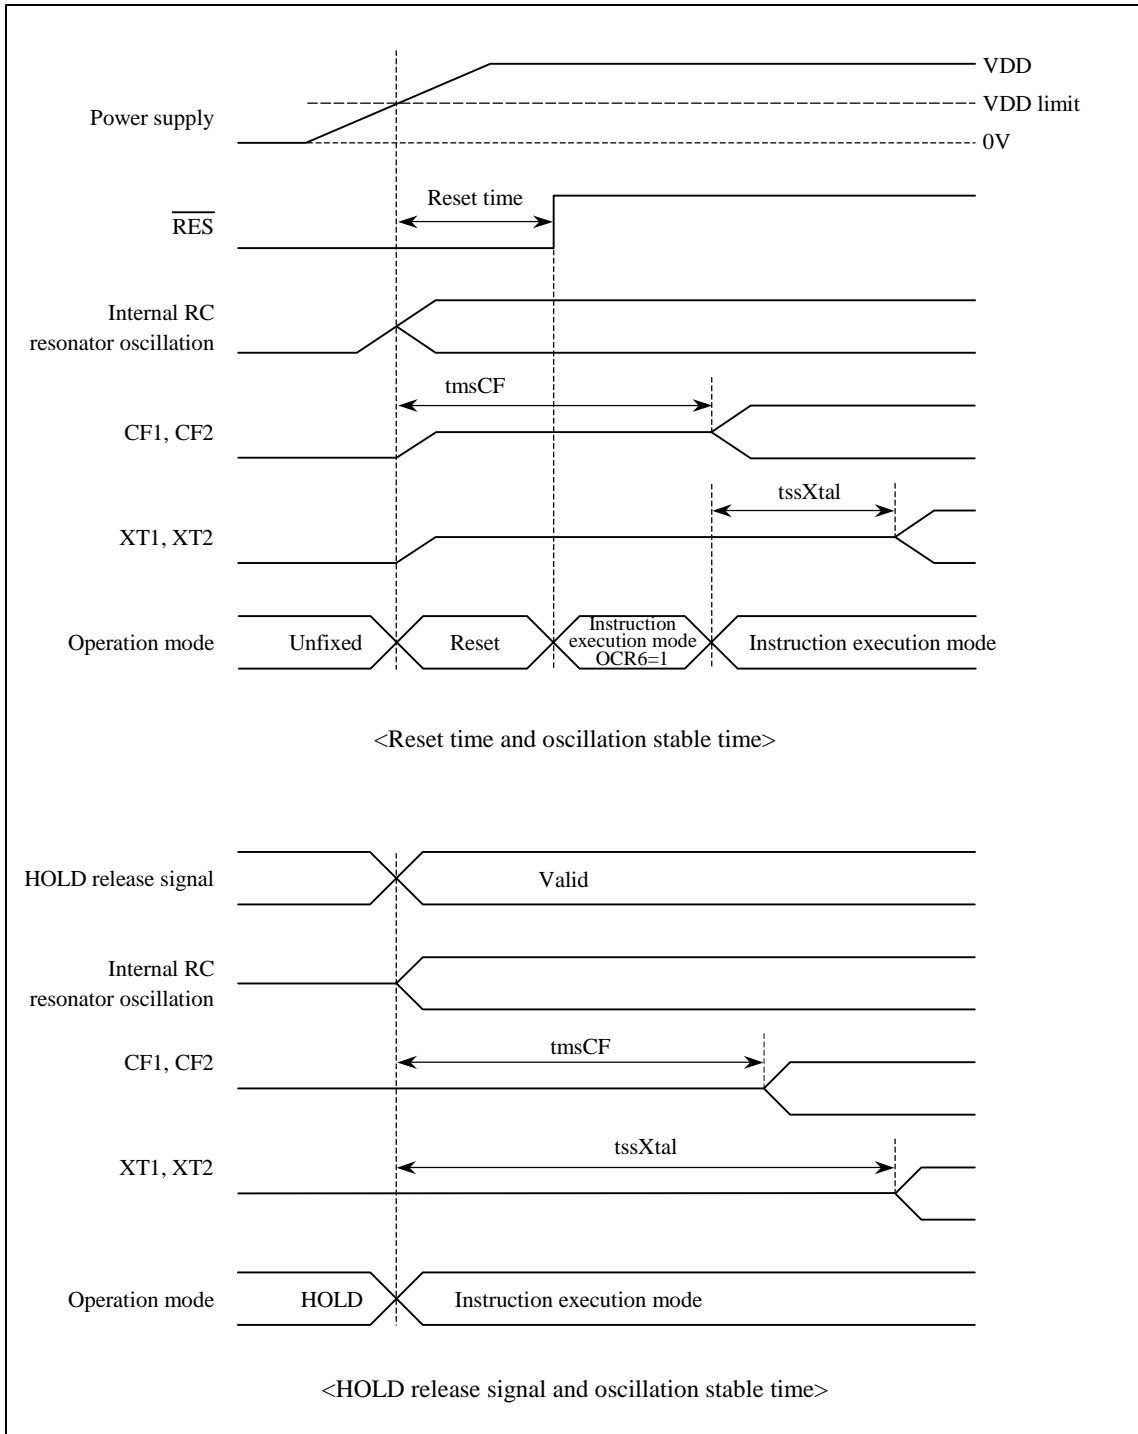 VDD
VDD limit
Power supply
0V
Reset time
RES
Internal RC
resonator oscillation
tmsCF
CF1, CF2
tssXtal
XT1, XT2
Operation mode
Unfixed
Reset
Instruction
execution mode
OCR6=1
Instruction execution mode
<Reset time and oscillation stable time>
HOLD release signal
Valid
Internal RC
resonator oscillation
tmsCF
CF1, CF2
tssXtal
XT1, XT2
Operation mode
HOLD
Instruction execution mode
<HOLD release signal and oscillation stable time>